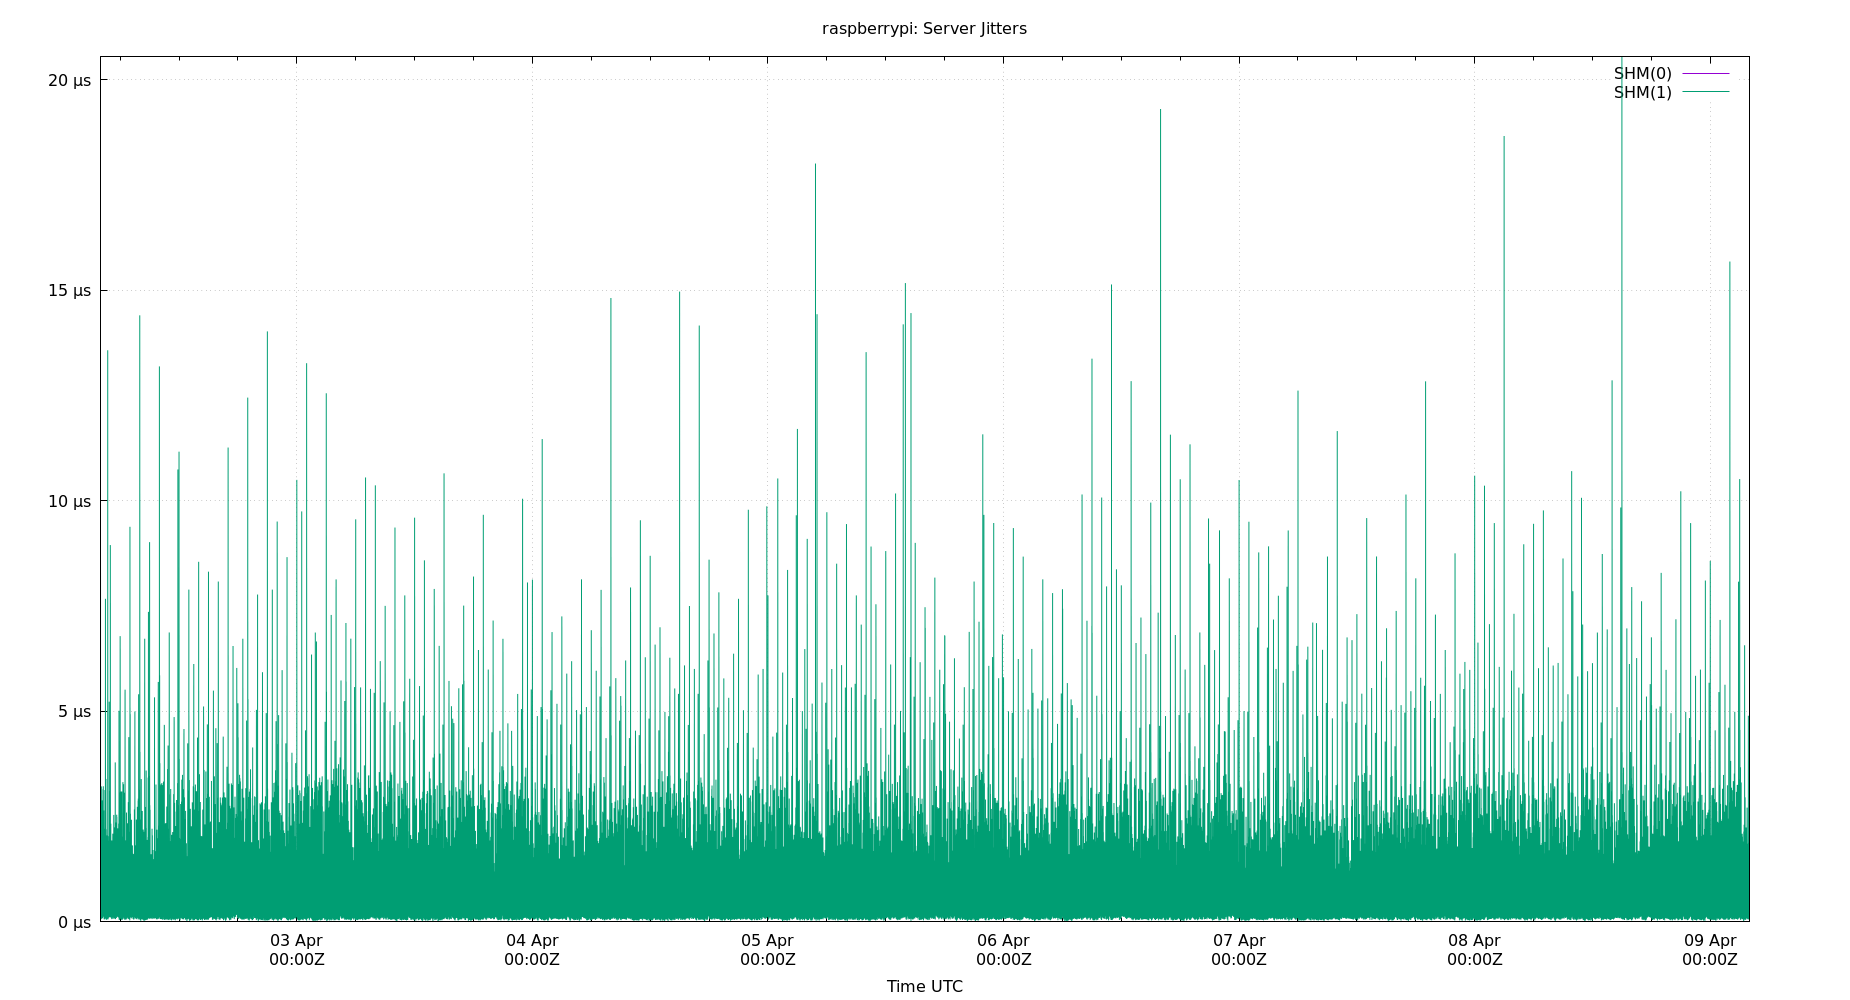 raspberrypi: Server Jitters
20 µs
15 µs
10 µs
5 µs
0 µs
SHM(0)
SHM(1)
03 Apr
00:00Z
04 Apr
00:00Z
05 Apr
00:00Z
06 Apr
00:00Z
07 Apr
00:00Z
08 Apr
00:00Z
09 Apr
00:00Z
Time UTC